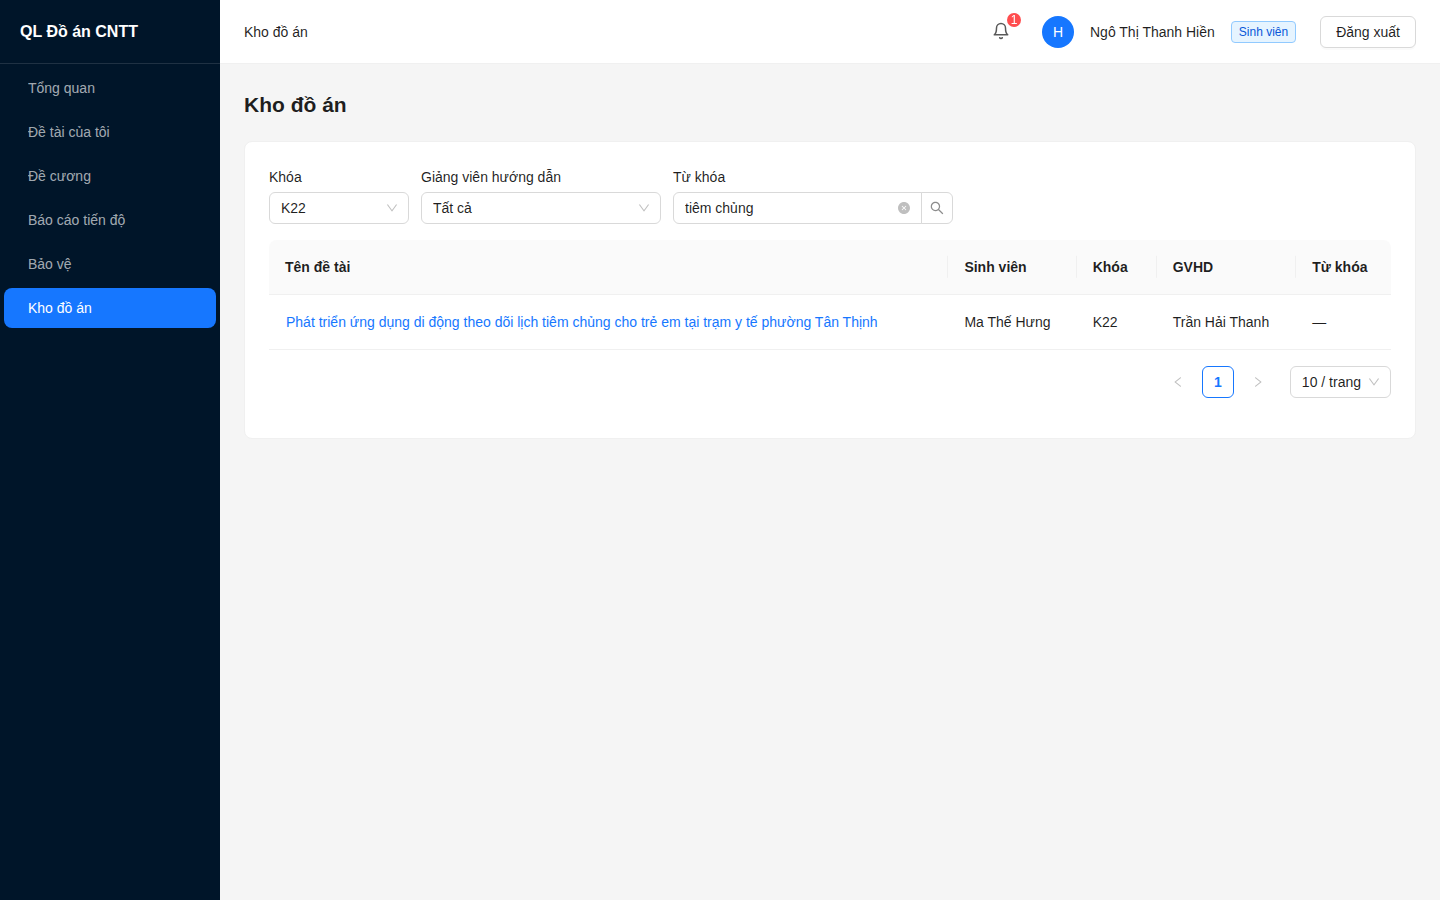 QL Đồ án CNTT
Tổng quan
Đề tài của tôi
Đề cương
Báo cáo tiến độ
Bảo vệ
Kho đồ án
Kho đồ án
1
H
Ngô Thị Thanh Hiền
Sinh viên
Đăng xuất
Kho đồ án
Khóa
Giảng viên hướng dẫn
Từ khóa
K22
Tất cả
tiêm chủng
Tên đề tài
Sinh viên
Khóa
GVHD
Từ khóa
Phát triển ứng dụng di động theo dõi lịch tiêm chủng cho trẻ em tại trạm y tế phường Tân Thịnh
Ma Thế Hưng
K22
Trần Hải Thanh
—
1
10 / trang